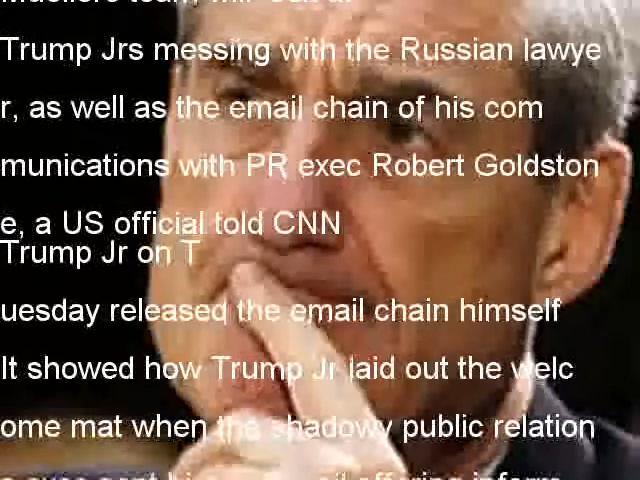 Trump Jrs messing with the Russian lawye
r, as well as the email chain of his com
munications with PR exec Robert Goldston
e, a US official told CNN
Trump Jr on T
uesday released the email chain himself
It showed how Trump Jr laid out the welc
ome mat when the shadowy public relation